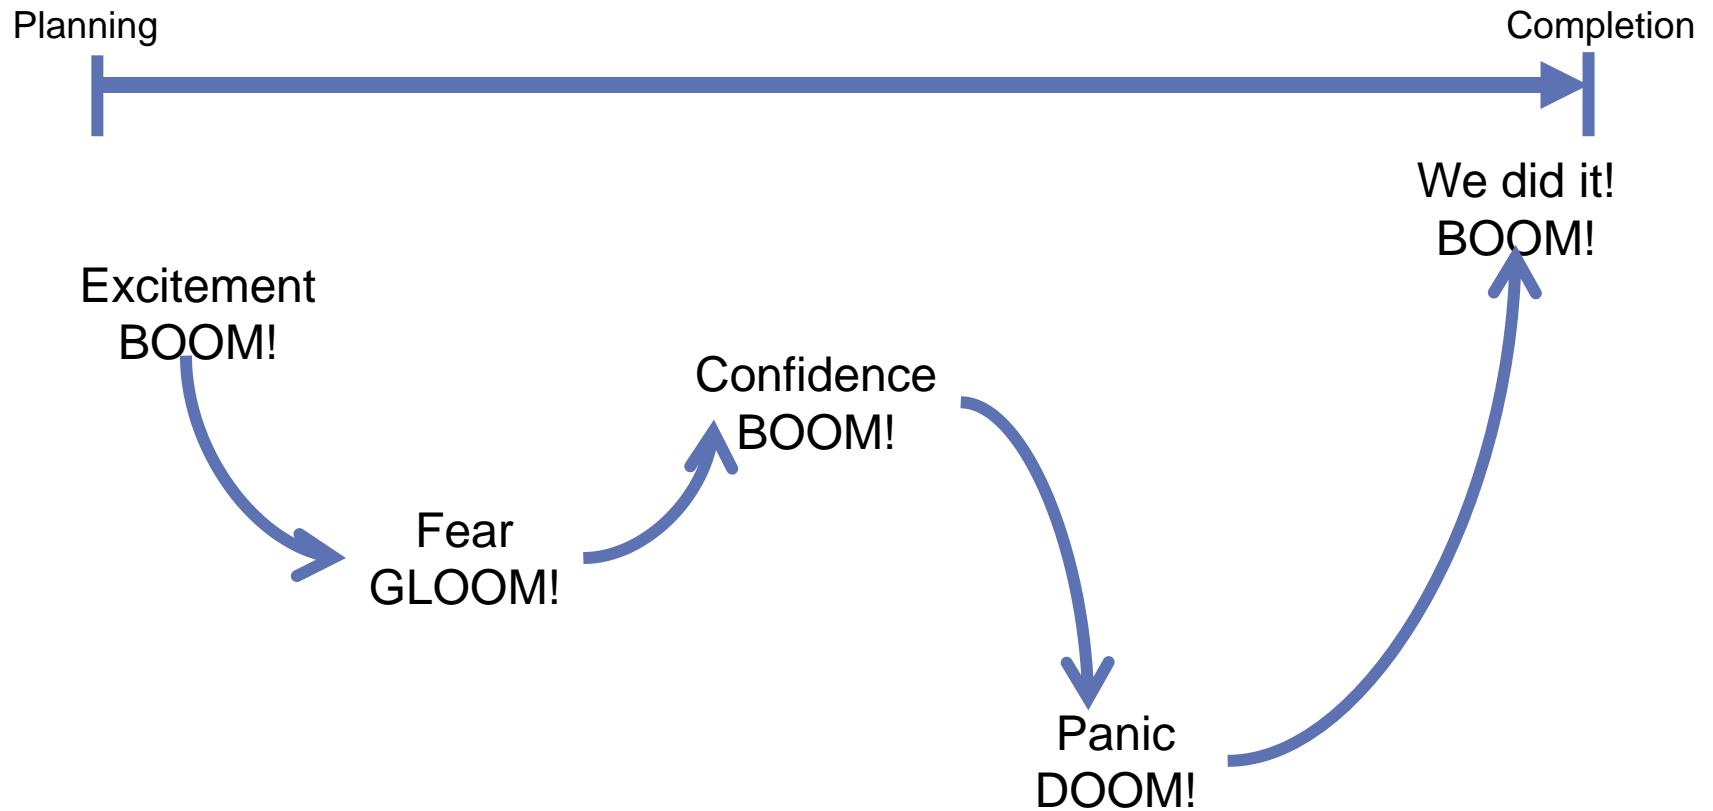 Planning
Completion
We did it!
BOOM!
Excitement
BOOM!
Confidence
BOOM!
Fear
GLOOM!
Panic
DOOM!